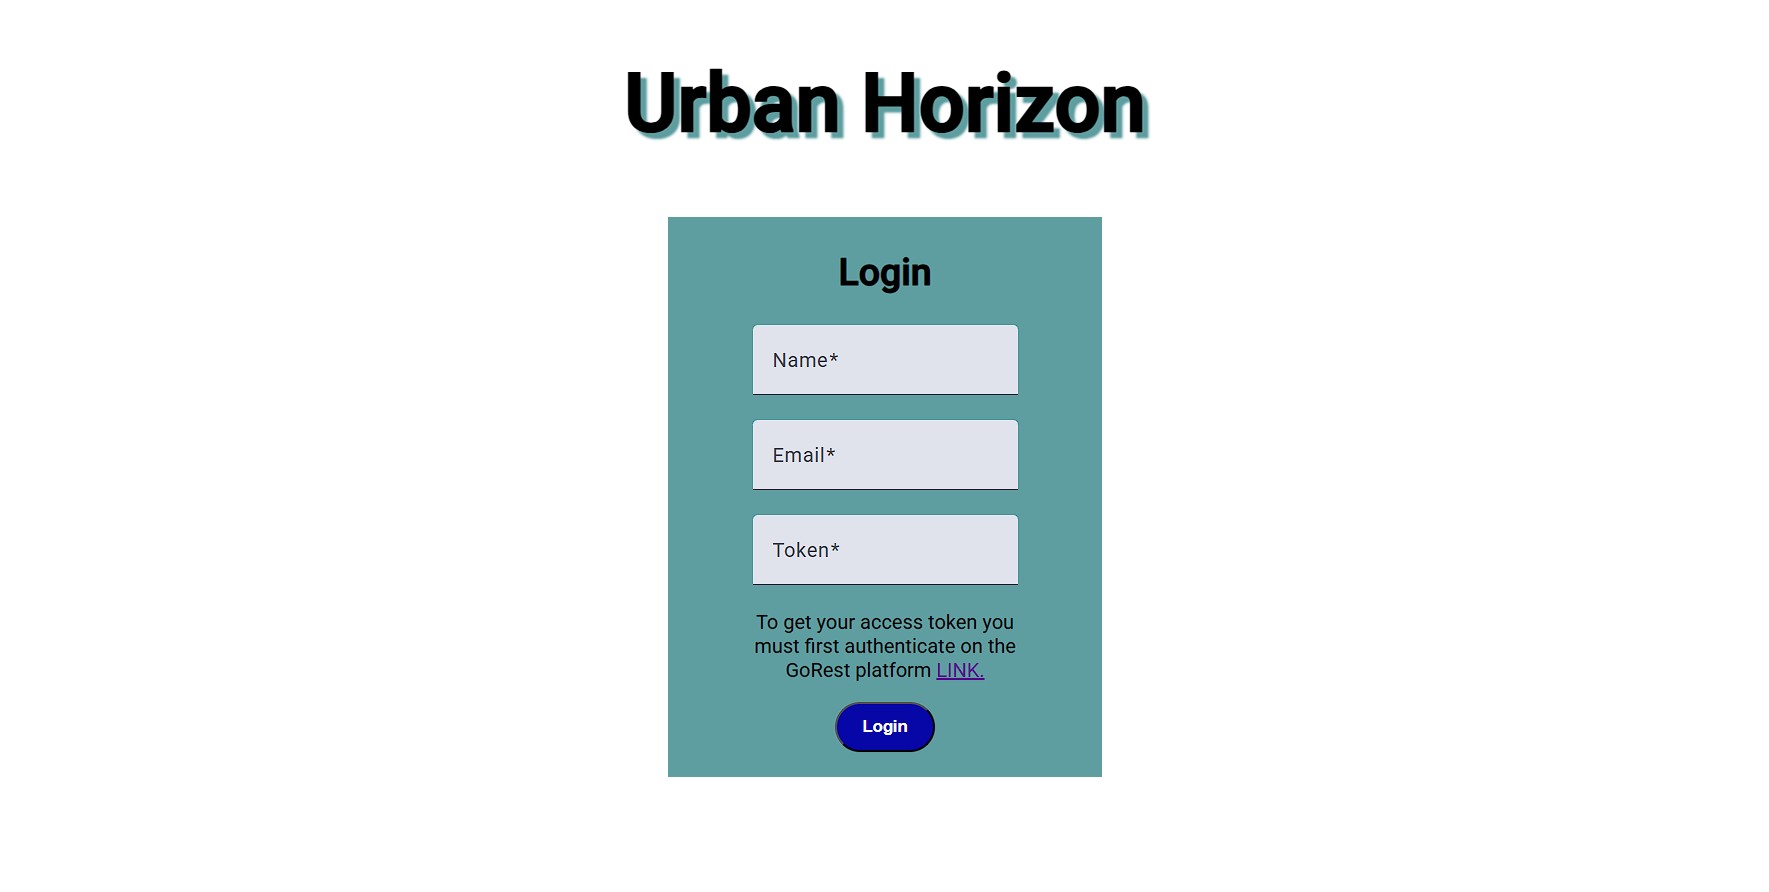 Urban Horizon
Login
Name*
Email*
Token*
To get your access token you
must first authenticate on the
GoRest platform LINK.
Login